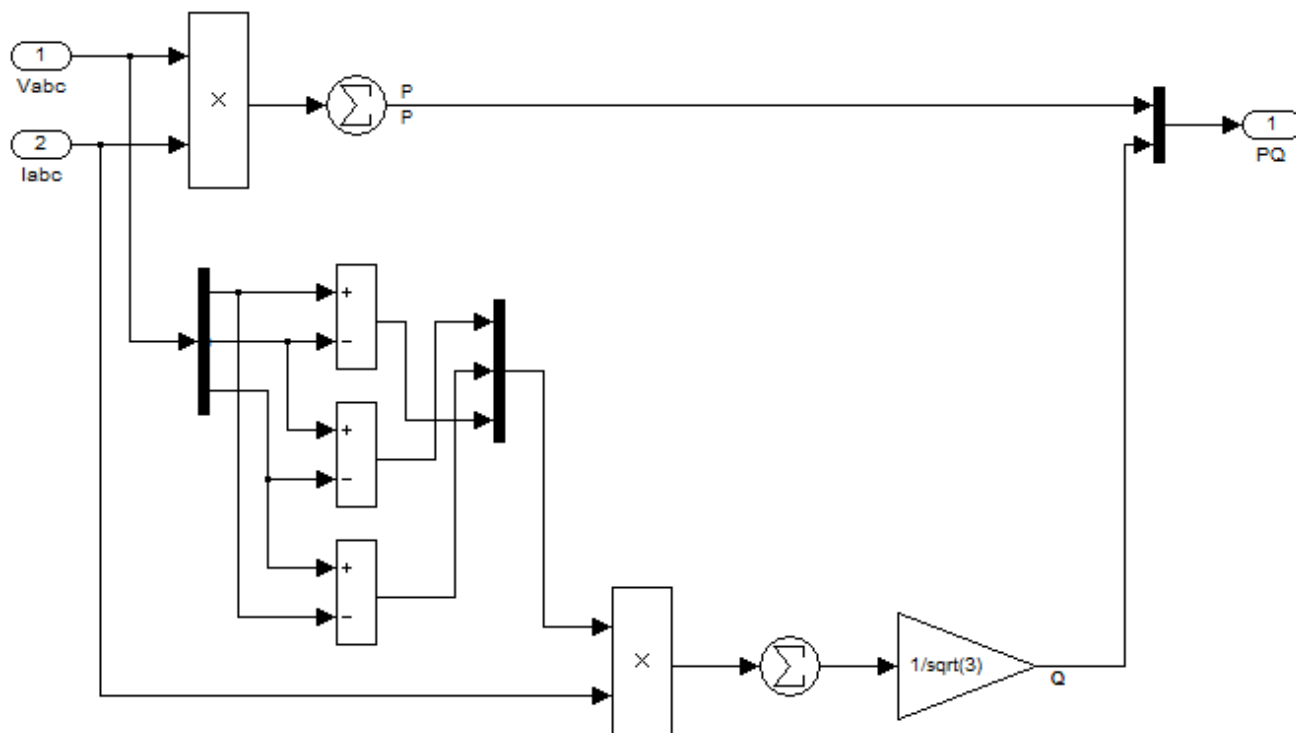 1
Vabc
2
Iabc
×
P
P
1
PQ
+
−
+
−
+
−
×
1/sqrt(3)
Q